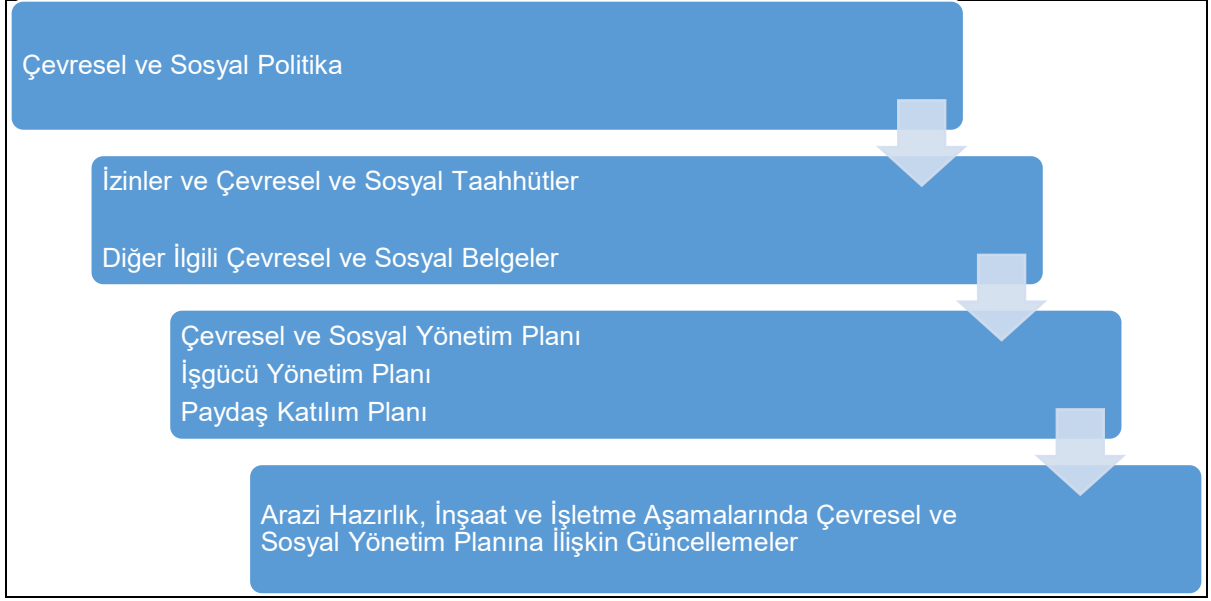 Çevresel ve Sosyal Politika
İzinler ve Çevresel ve Sosyal Taahhütler
Diğer İlgili Çevresel ve Sosyal Belgeler
Çevresel ve Sosyal Yönetim Planı
İşgücü Yönetim Planı
Paydaş Katılım Planı
Arazi Hazırlık, İnşaat ve İşletme Aşamalarında Çevresel ve
Sosyal Yönetim Planına İlişkin Güncellemeler